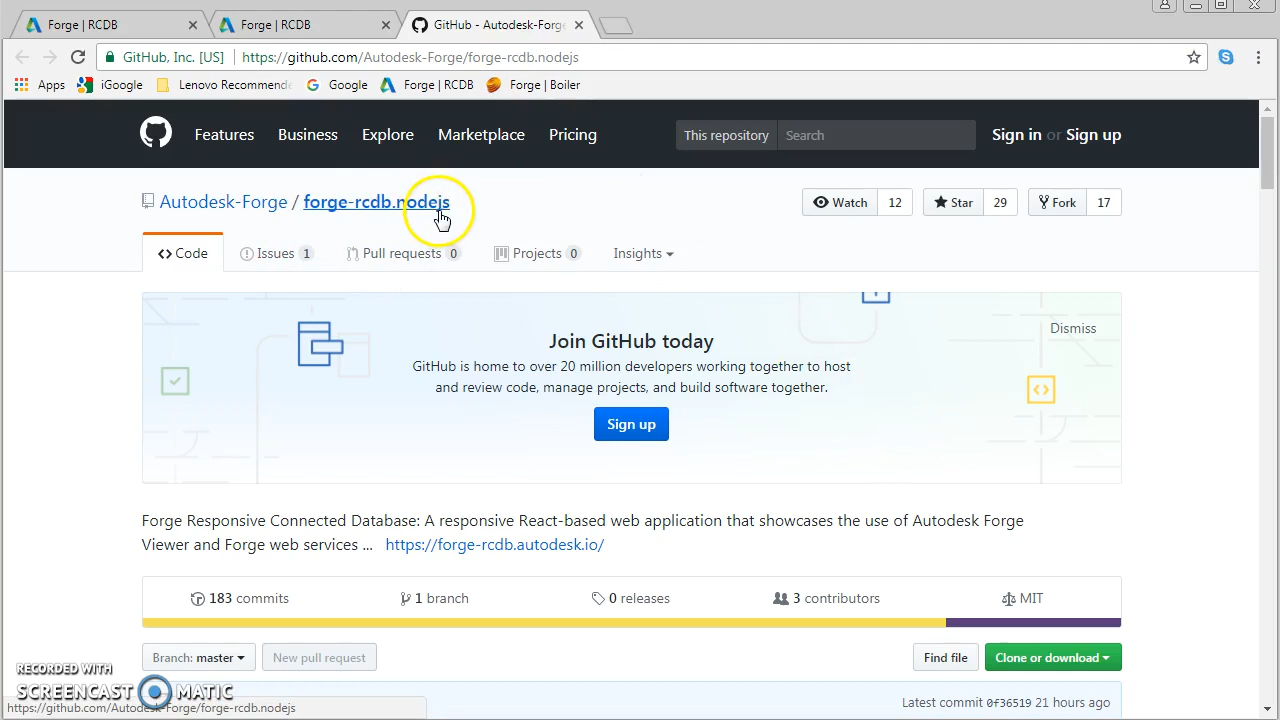 Forge | RCDB
Forge | RCDB
GitHub - Autodesk-Forge
GitHub, Inc. [US]
https://github.com/Autodesk-Forge/forge-rcdb.nodejs
Apps
iGoogle
Lenovo Recommend
Google
Forge | RCDB
Forge | Boiler
Features
Business
Explore
Marketplace
Pricing
This repository
Search
Sign in or Sign up
Autodesk-Forge / forge-rcdb.nodejs
Watch 12
Star 29
Fork 17
Code
Issues 1
Pull requests 0
Projects 0
Insights
Join GitHub today
Dismiss
GitHub is home to over 20 million developers working together to host
and review code, manage projects, and build software together.
Sign up
Forge Responsive Connected Database: A responsive React-based web application that showcases the use of Autodesk Forge
Viewer and Forge web services ... https://forge-rcdb.autodesk.io/
183 commits
1 branch
0 releases
3 contributors
MIT
Branch: master
New pull request
Find file
Clone or download
RECORDED WITH
SCREENCAST MATIC
Latest commit 0f36519 21 hours ago
https://github.com/Autodesk-Forge/forge-rcdb.nodejs